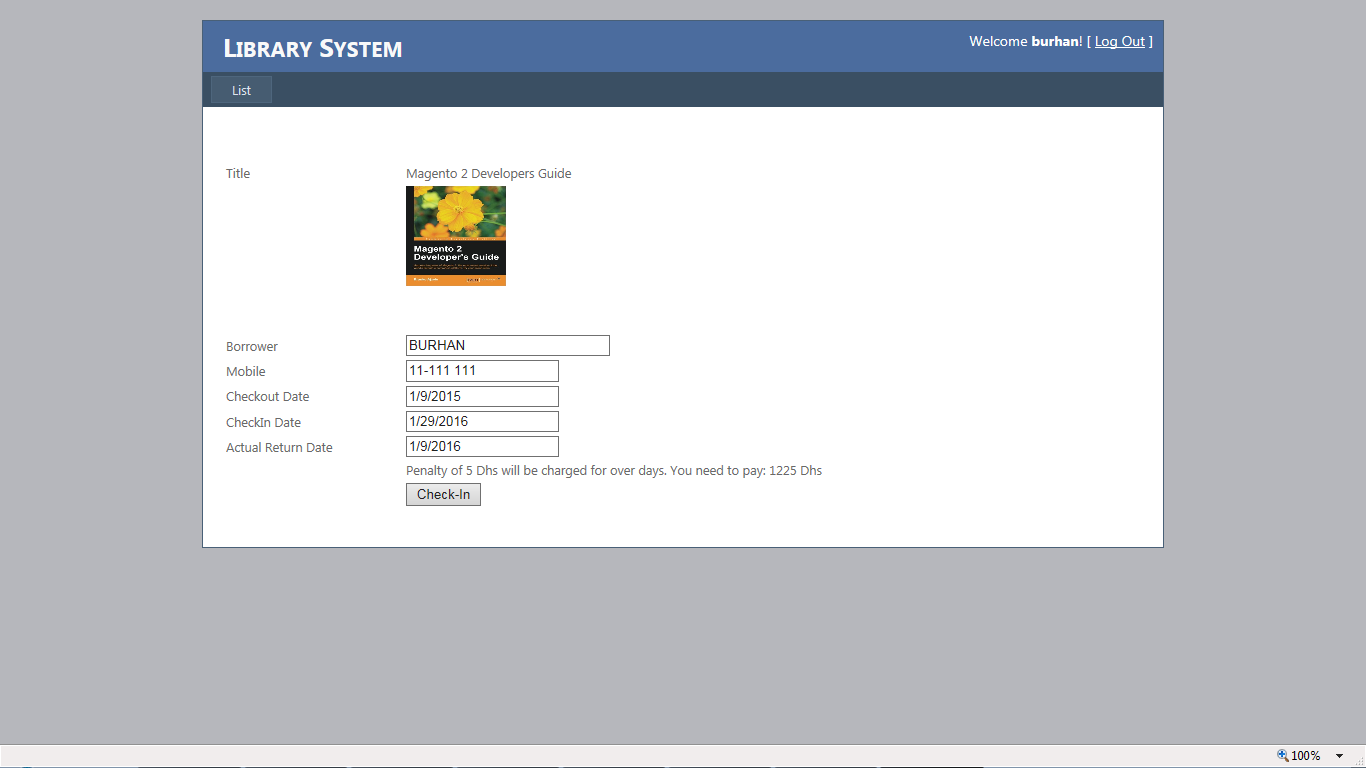 LIBRARY SYSTEM
Welcome burhan! [ Log Out ]
List
Title
Magento 2 Developers Guide
Magento 2
Developer's Guide
Borrower
BURHAN
Mobile
11-111 111
Checkout Date
1/9/2015
CheckIn Date
1/29/2016
Actual Return Date
1/9/2016
Penalty of 5 Dhs will be charged for over days. You need to pay: 1225 Dhs
Check-In
100%